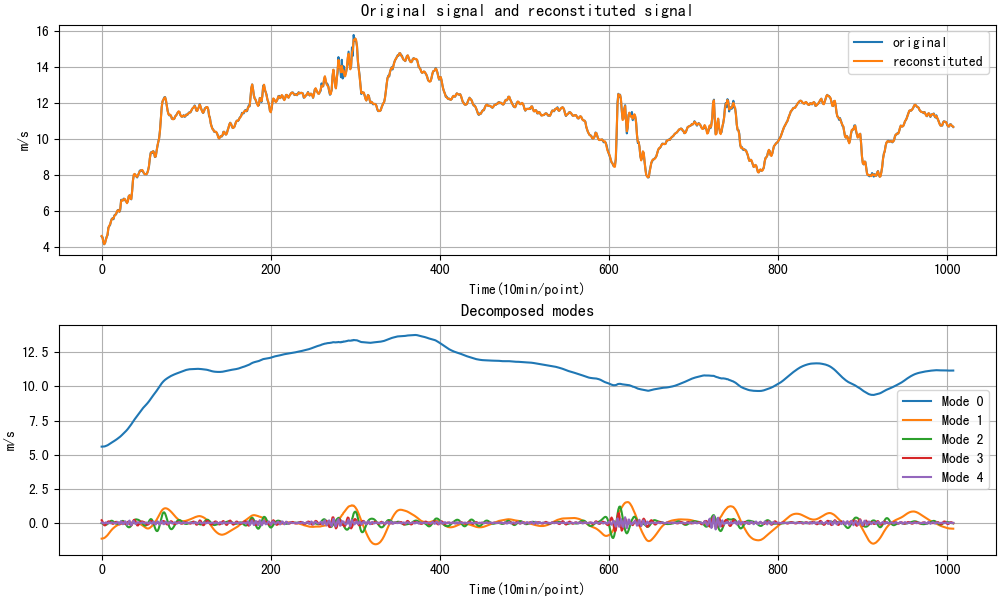 Original signal and reconstituted signal
16
14
12
10
8
6
4
m/s
original
reconstituted
0
200
400
600
800
1000
Time(10min/point)
Decomposed modes
12.5
10.0
7.5
5.0
2.5
0.0
m/s
Mode 0
Mode 1
Mode 2
Mode 3
Mode 4
0
200
400
600
800
1000
Time(10min/point)